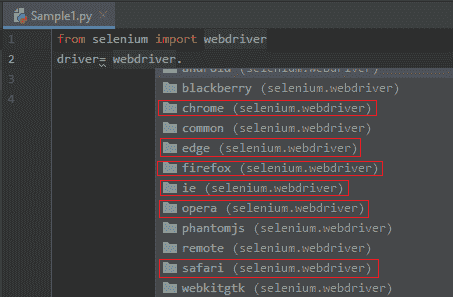 Sample1.py
1 from selenium import webdriver
2 driver= webdriver.
3
4
android (selenium.webdriver)
blackberry (selenium.webdriver)
chrome (selenium.webdriver)
common (selenium.webdriver)
edge (selenium.webdriver)
firefox (selenium.webdriver)
ie (selenium.webdriver)
opera (selenium.webdriver)
phantomjs (selenium.webdriver)
remote (selenium.webdriver)
safari (selenium.webdriver)
webkitgtk (selenium.webdriver)